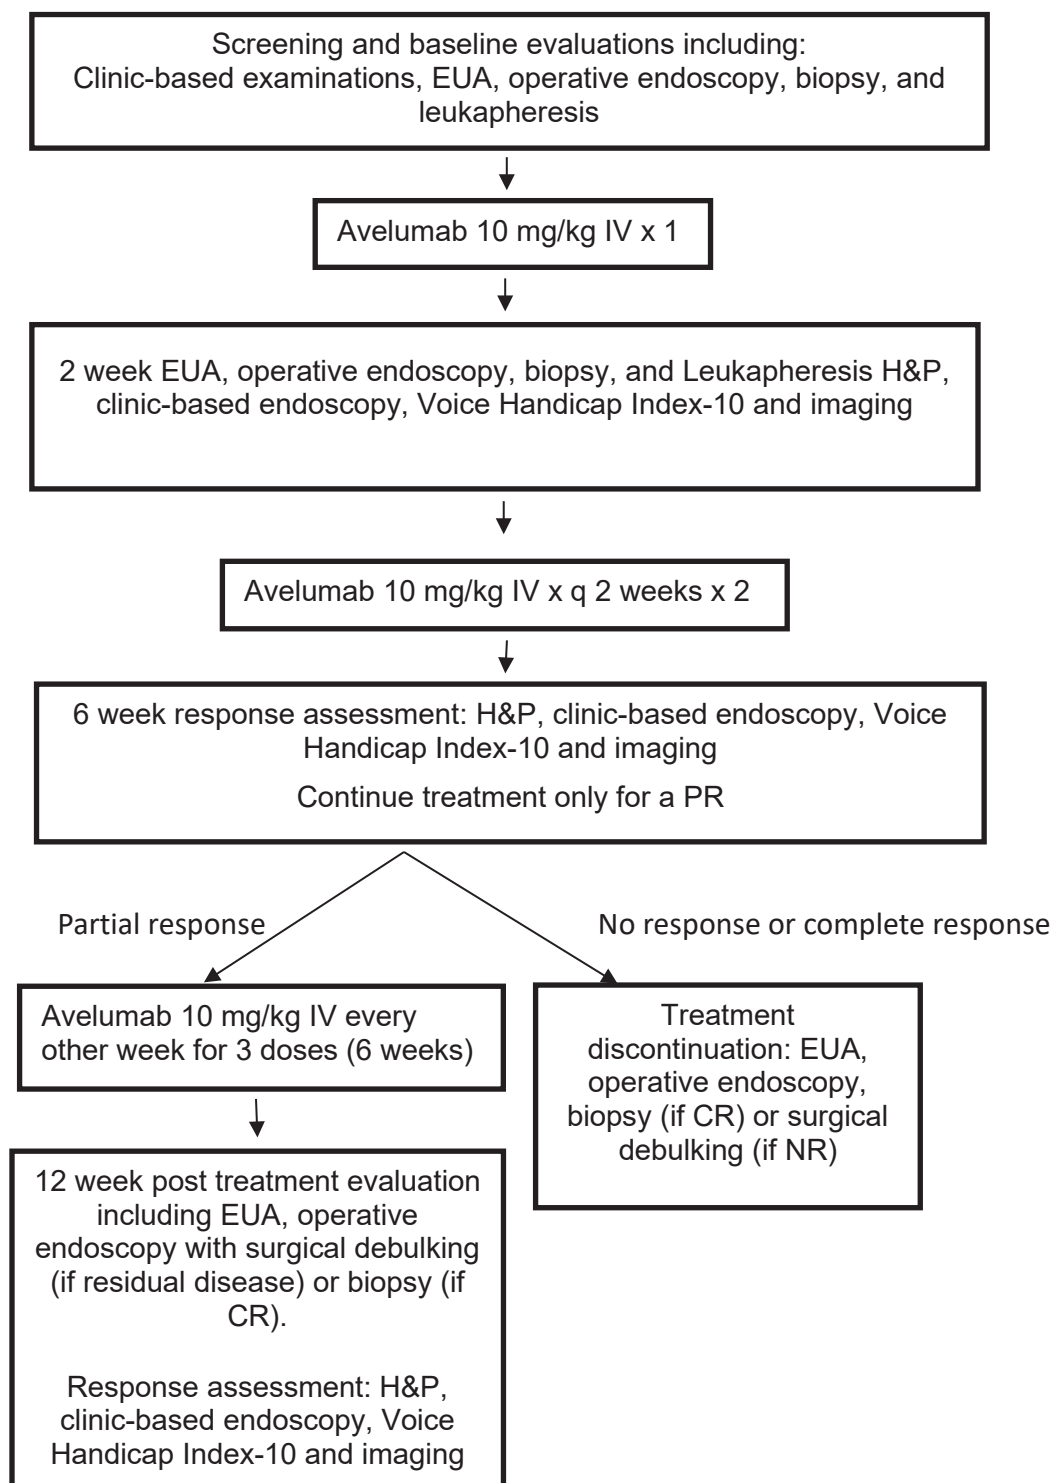 Screening and baseline evaluations including:
Clinic-based examinations, EUA, operative endoscopy, biopsy, and
leukapheresis
Avelumab 10 mg/kg IV x 1
2 week EUA, operative endoscopy, biopsy, and Leukapheresis H&P,
clinic-based endoscopy, Voice Handicap Index-10 and imaging
Avelumab 10 mg/kg IV x q 2 weeks x 2
6 week response assessment: H&P, clinic-based endoscopy, Voice
Handicap Index-10 and imaging
Continue treatment only for a PR
Partial response
No response or complete response
Avelumab 10 mg/kg IV every
other week for 3 doses (6 weeks)
Treatment
discontinuation: EUA,
operative endoscopy,
biopsy (if CR) or surgical
debulking (if NR)
12 week post treatment evaluation
including EUA, operative
endoscopy with surgical debulking
(if residual disease) or biopsy (if
CR).
Response assessment: H&P,
clinic-based endoscopy, Voice
Handicap Index-10 and imaging